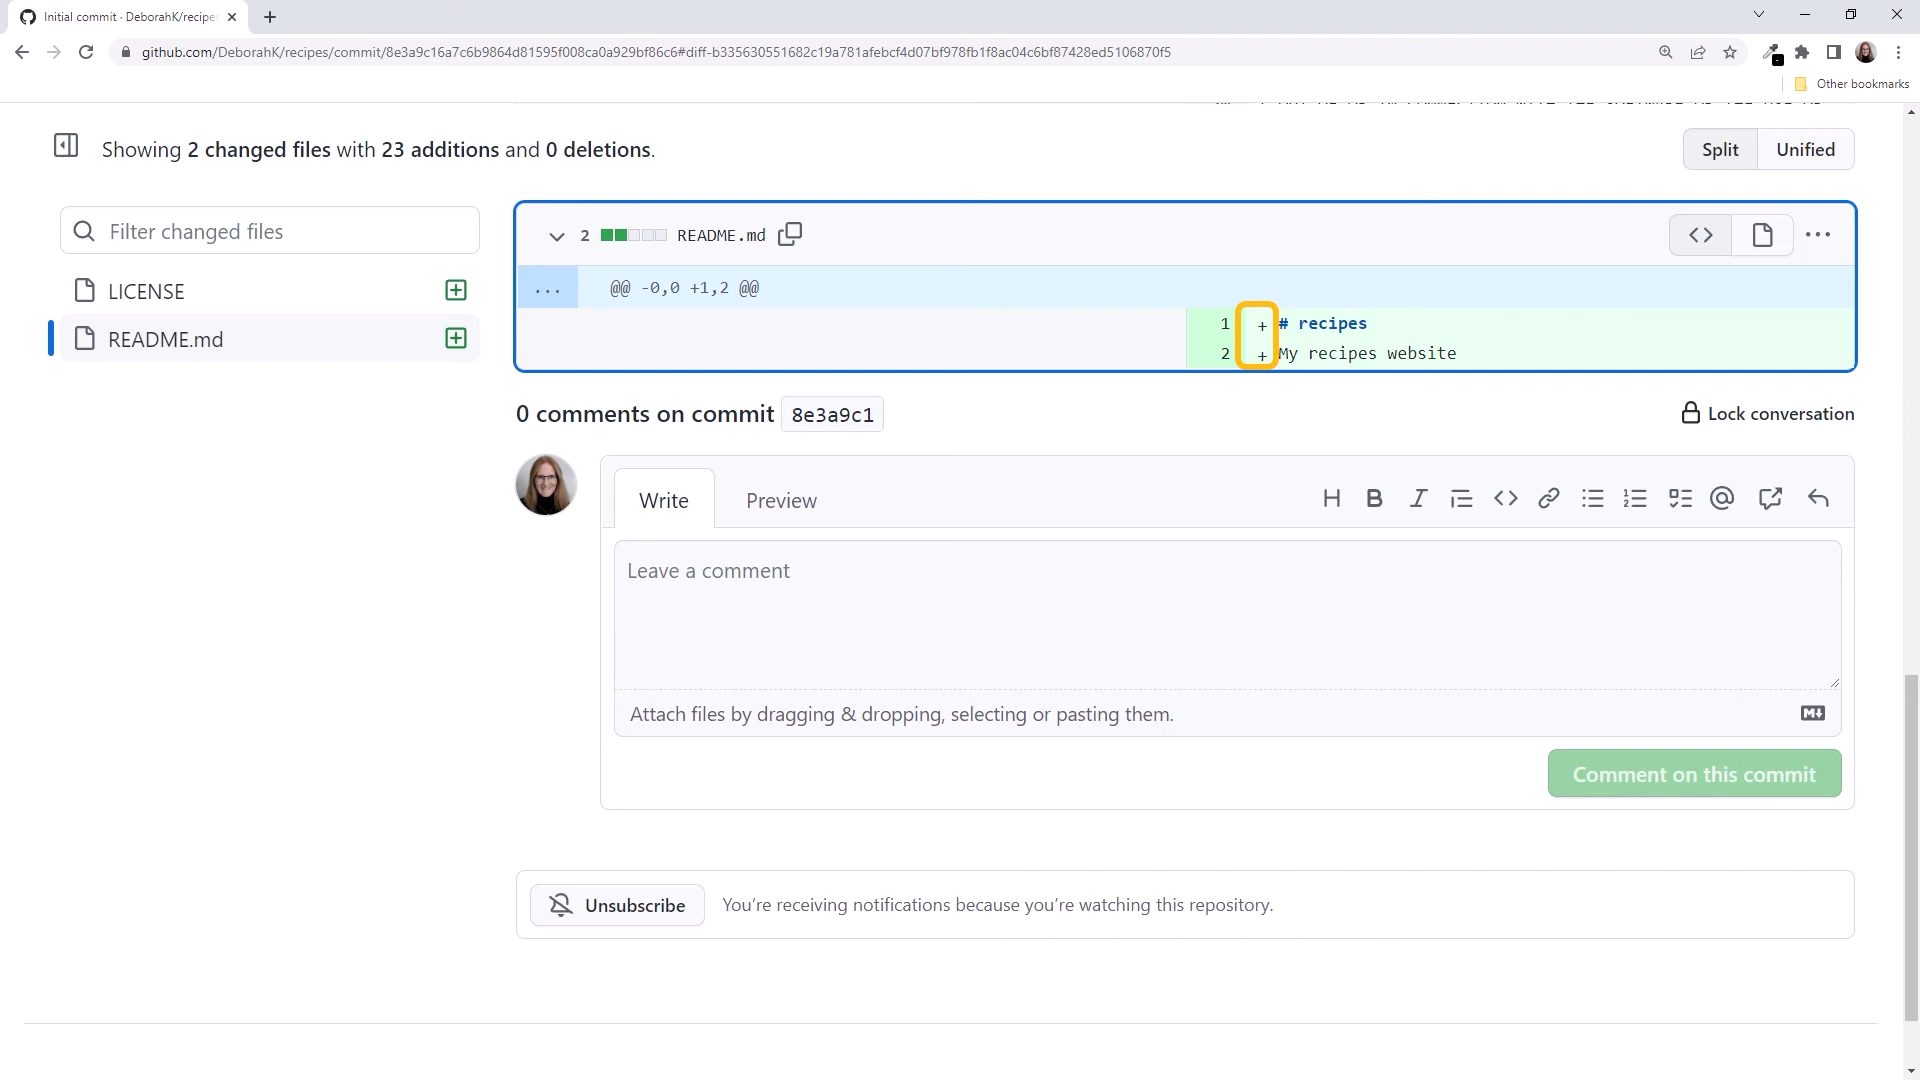 Initial commit · DeborahK/recipes
github.com/DeborahK/recipes/commit/8e3a9c16a7c6b9864d81595f008ca0a929bf86c6#diff-b335630551682c19a781afebcf4d07bf978fb1f8ac04c6bf87428ed5106870f5
Other bookmarks
Showing 2 changed files with 23 additions and 0 deletions.
Split
Unified
Filter changed files
LICENSE
README.md
2 README.md
... @@ -0,0 +1,2 @@
1 + # recipes
2 + My recipes website
0 comments on commit 8e3a9c1
Lock conversation
Write
Preview
Leave a comment
Attach files by dragging & dropping, selecting or pasting them.
Comment on this commit
Unsubscribe
You’re receiving notifications because you’re watching this repository.